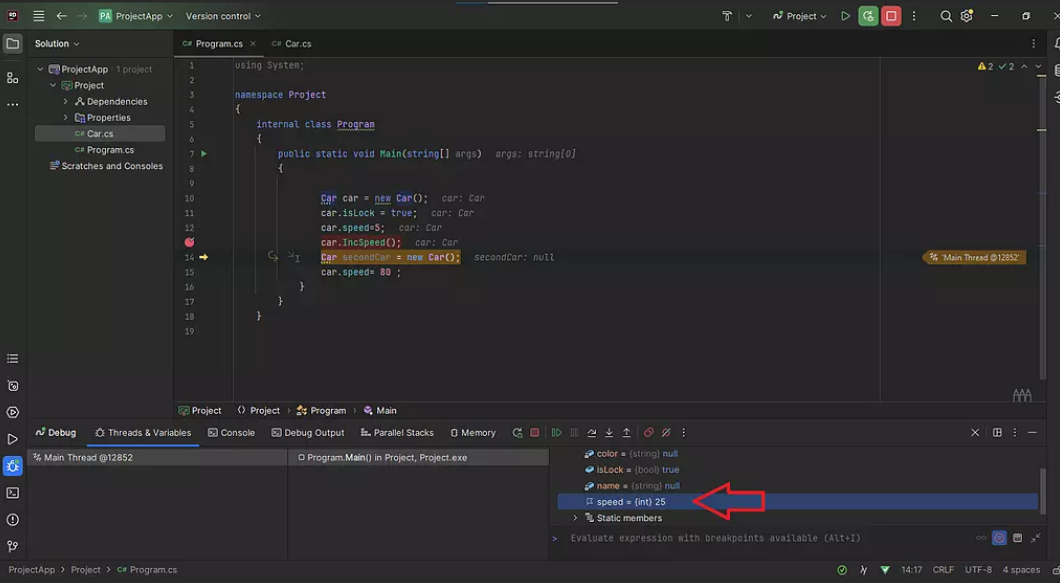 PA ProjectApp Version control Project
Solution
Program.cs Car.cs
ProjectApp · 1 project
Project
Dependencies
Properties
Car.cs
Program.cs
Scratches and Consoles
2 2
1 using System;
2
3 namespace Project
4 {
5 internal class Program
6 {
7 public static void Main(string[] args) args: string[0]
8 {
9
10 Car car = new Car(); car: Car
11 car.isLock = true; car: Car
12 car.speed=5; car: Car
car.IncSpeed(); car: Car
14 Car secondCar = new Car(); secondCar: null 'Main Thread @12852'
15 car.speed= 80 ;
16 }
17 }
18 }
19
Project Project Program Main
Debug Threads & Variables Console Debug Output Parallel Stacks Memory
Main Thread @12852
Program.Main() in Project, Project.exe
color = {string} null
isLock = {bool} true
name = {string} null
speed = {int} 25
Static members
> Evaluate expression with breakpoints available (Alt+I)
ProjectApp > Project > C# Program.cs 14:17 CRLF UTF-8 4 spaces